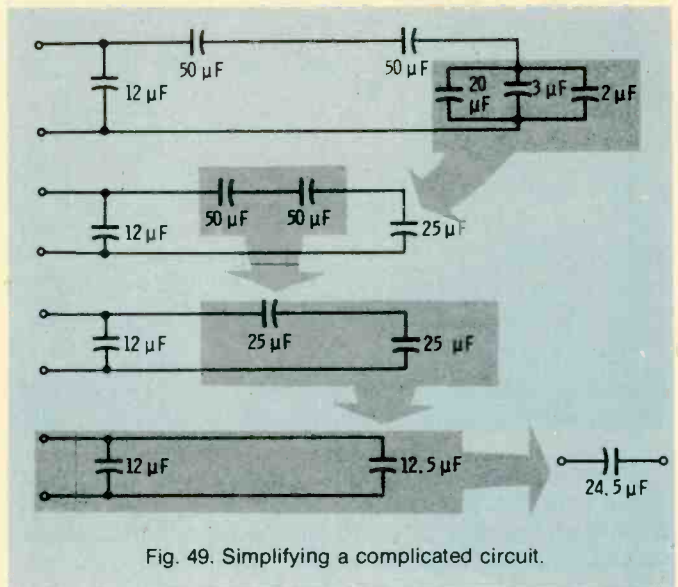 50 µF
50 µF
12 µF
20 µF
3 µF
2 µF
12 µF
50 µF
50 µF
25 µF
12 µF
25 µF
25 µF
12 µF
12.5 µF
24.5 µF
Fig. 49. Simplifying a complicated circuit.